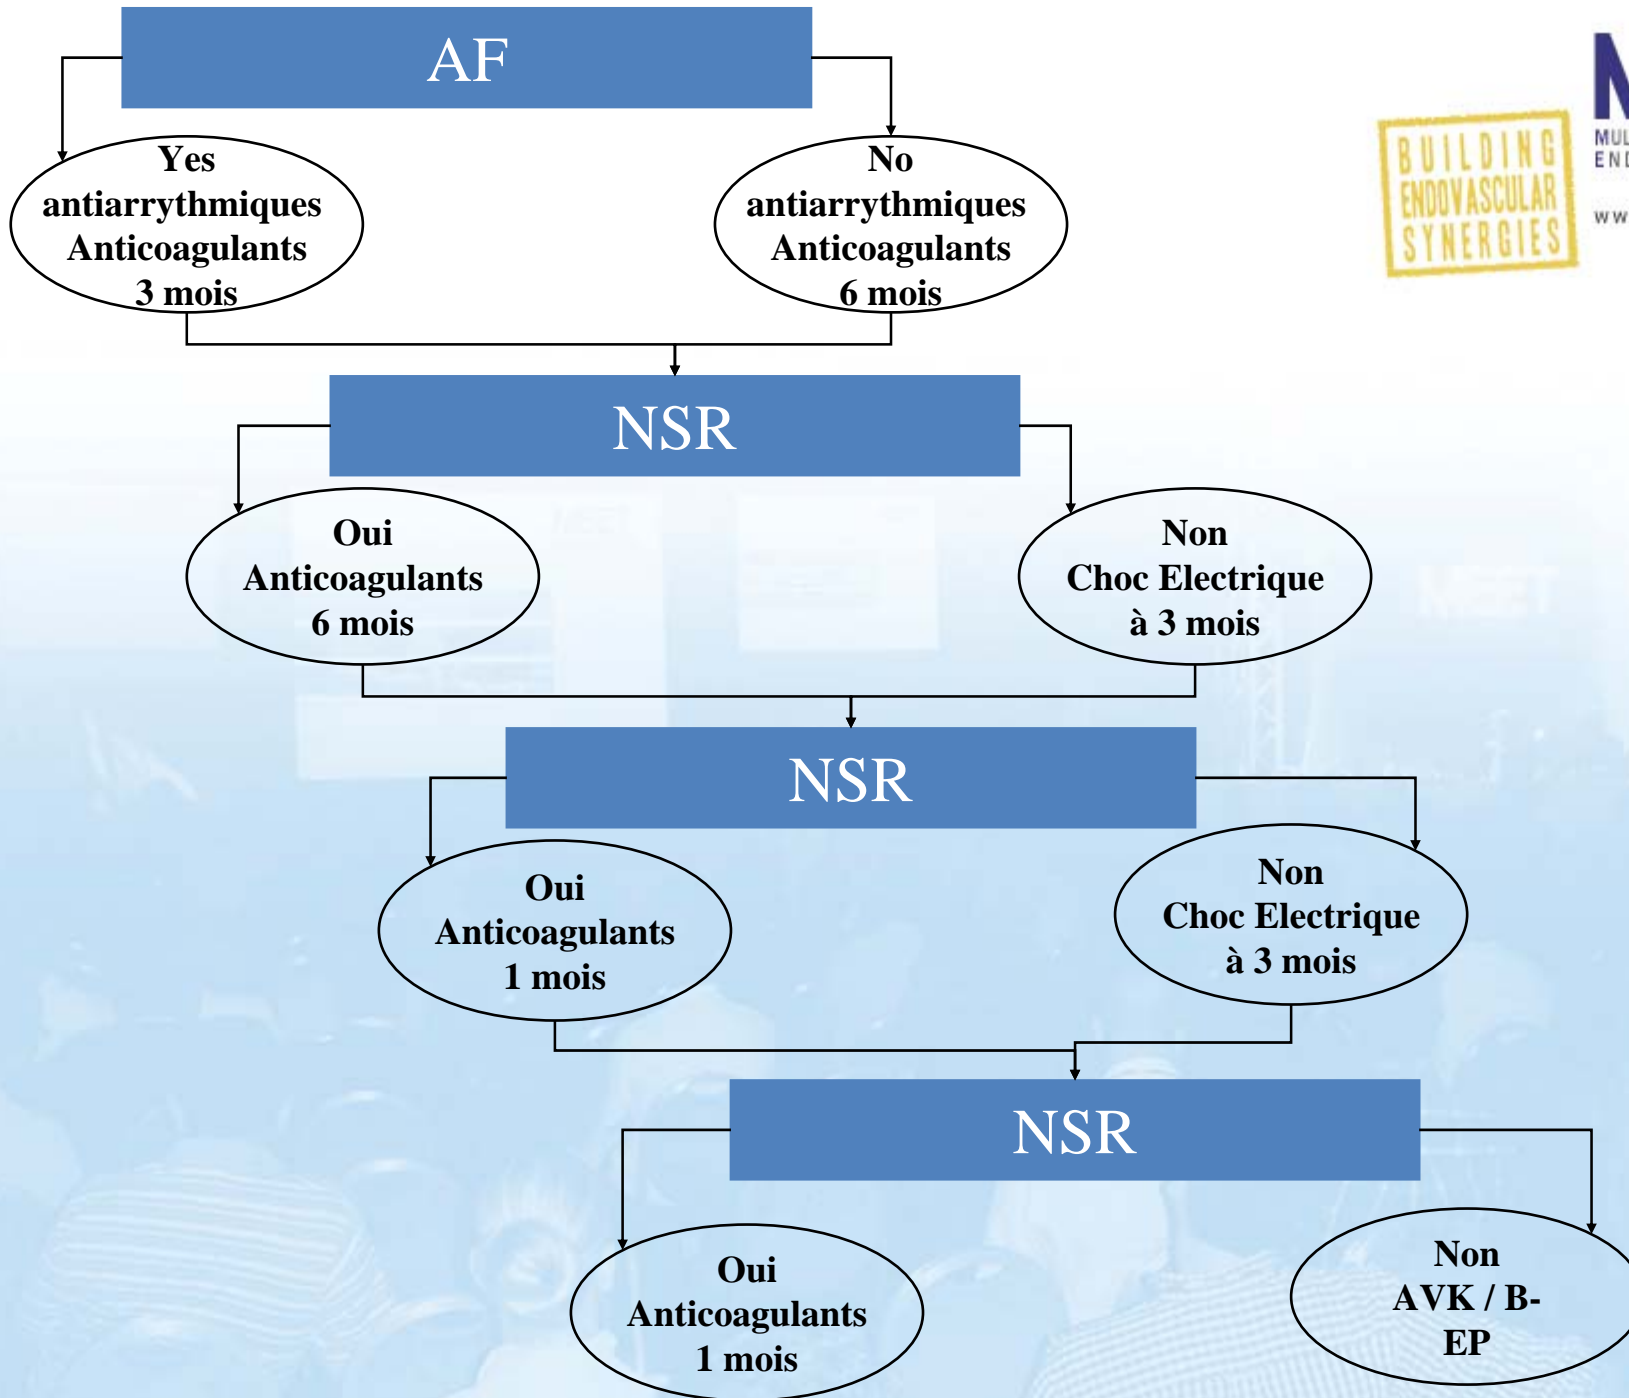 AF
Yes
antiarrythmiques
Anticoagulants
3 mois
No
antiarrythmiques
Anticoagulants
6 mois
BUILDING
ENDOVASCULAR
SYNERGIES
NSR
Oui
Anticoagulants
6 mois
Non
Choc Electrique
à 3 mois
MEET
MEET
NSR
Oui
Anticoagulants
1 mois
Non
Choc Electrique
à 3 mois
NSR
Oui
Anticoagulants
1 mois
Non
AVK / B-
EP